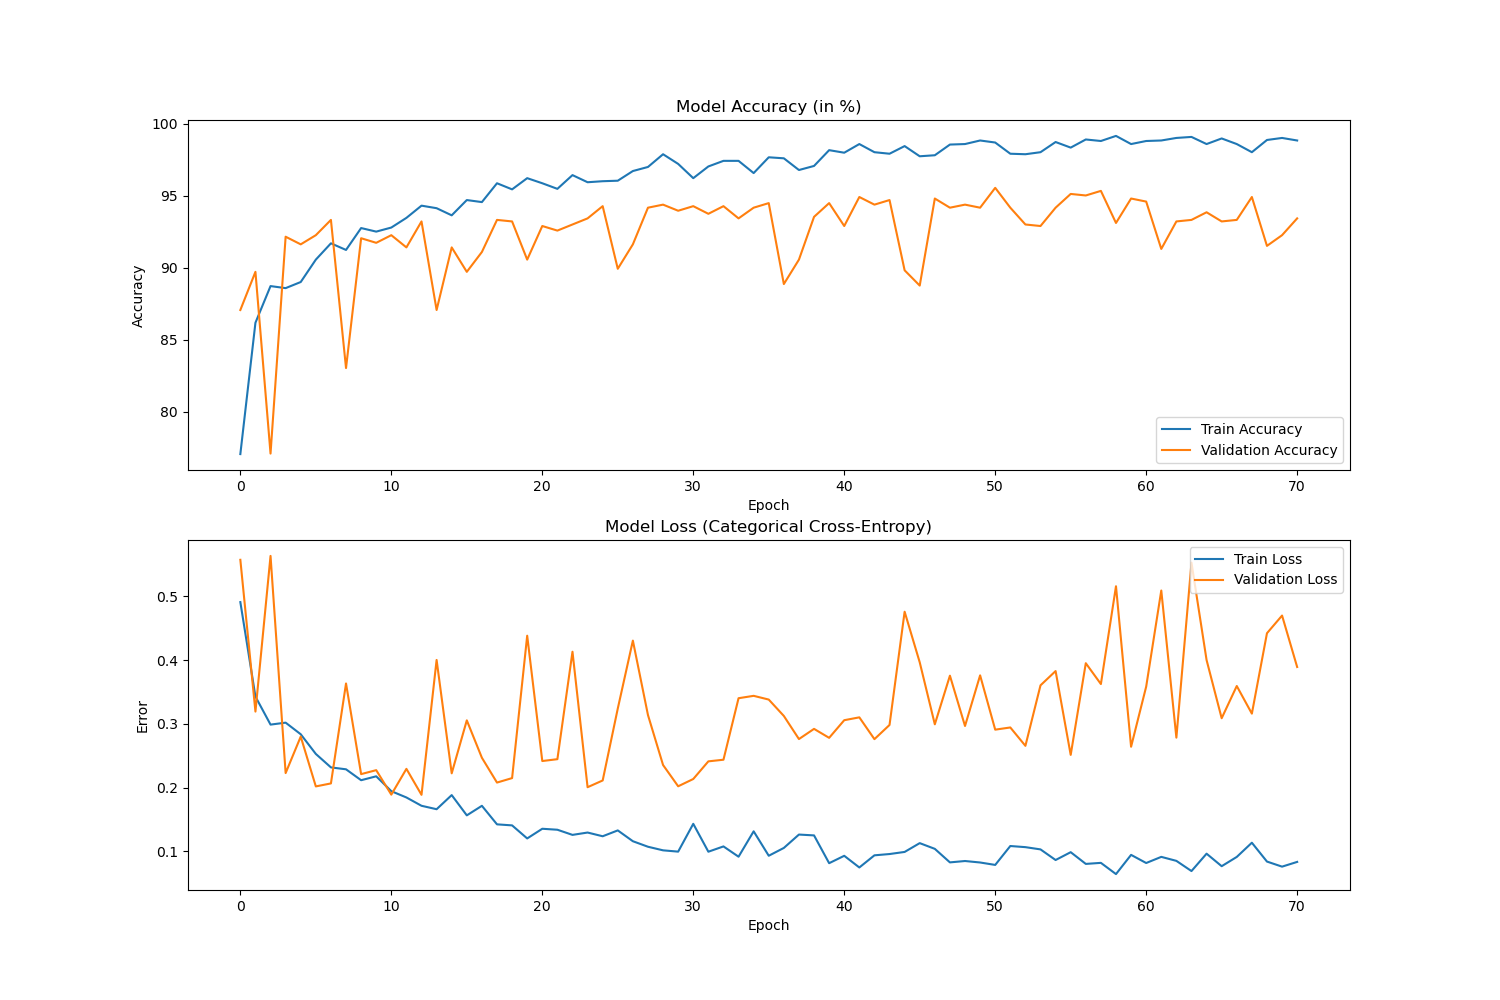 Model Accuracy (in %)
100
95
90
85
80
Accuracy
Train Accuracy
Validation Accuracy
0 10 20 30 40 50 60 70
Epoch
Model Loss (Categorical Cross-Entropy)
Train Loss
Validation Loss
0.5
0.4
0.3
0.2
0.1
Error
0 10 20 30 40 50 60 70
Epoch